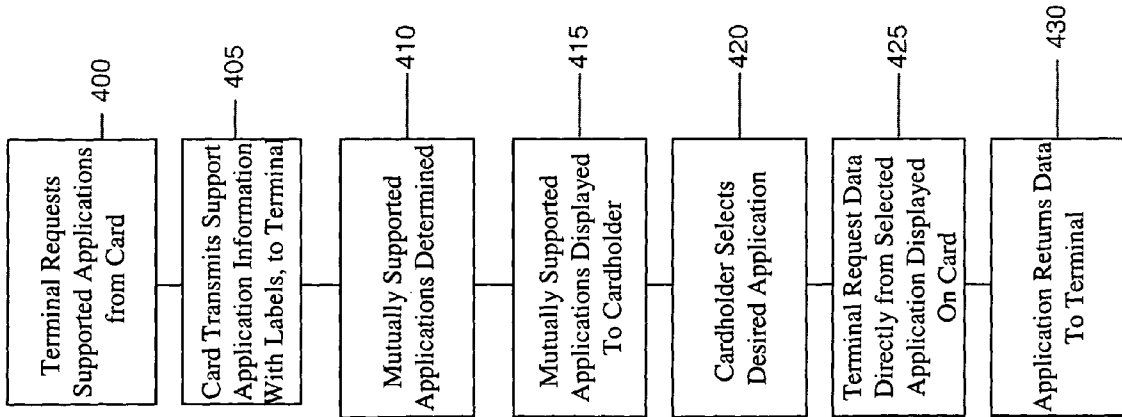 Terminal Requests
Supported Applications
from Card
400
Card Transmits Support
Application Information
With Labels, to Terminal
405
Mutually Supported
Applications Determined
410
Mutually Supported
Applications Displayed
To Cardholder
415
Cardholder Selects
Desired Application
420
Terminal Request Data
Directly from Selected
Application Displayed
On Card
425
Application Returns Data
To Terminal
430